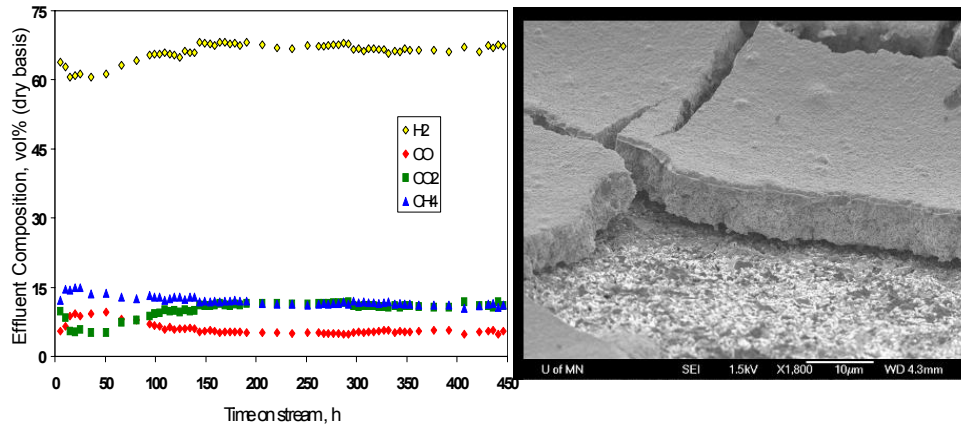 75
60
45
30
15
0
Effluent Composition, vol% (dry basis)
H2
CO
CO2
CH4
0 50 100 150 200 250 300 350 400 450
Time on stream, h
U of MN SEI 1.5kV X1,800 10µm WD 4.3mm